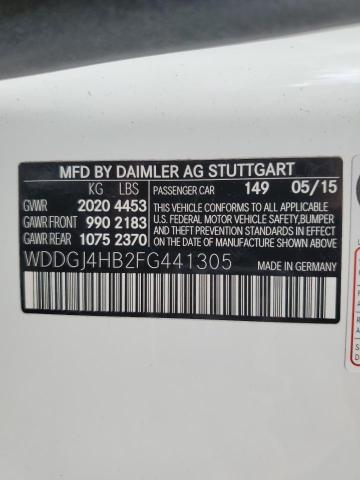 MFD BY DAIMLER AG STUTTGART
KG LBS PASSENGER CAR 149 05/15
GVWR 2020 4453
GAWR FRONT 990 2183
GAWR REAR 1075 2370
THIS VEHICLE CONFORMS TO ALL APPLICABLE
U.S. FEDERAL MOTOR VEHICLE SAFETY, BUMPER
AND THEFT PREVENTION STANDARDS IN EFFECT
ON THE DATE OF MANUFACTURE SHOWN ABOVE.
WDDGJ4HB2FG441305 MADE IN GERMANY